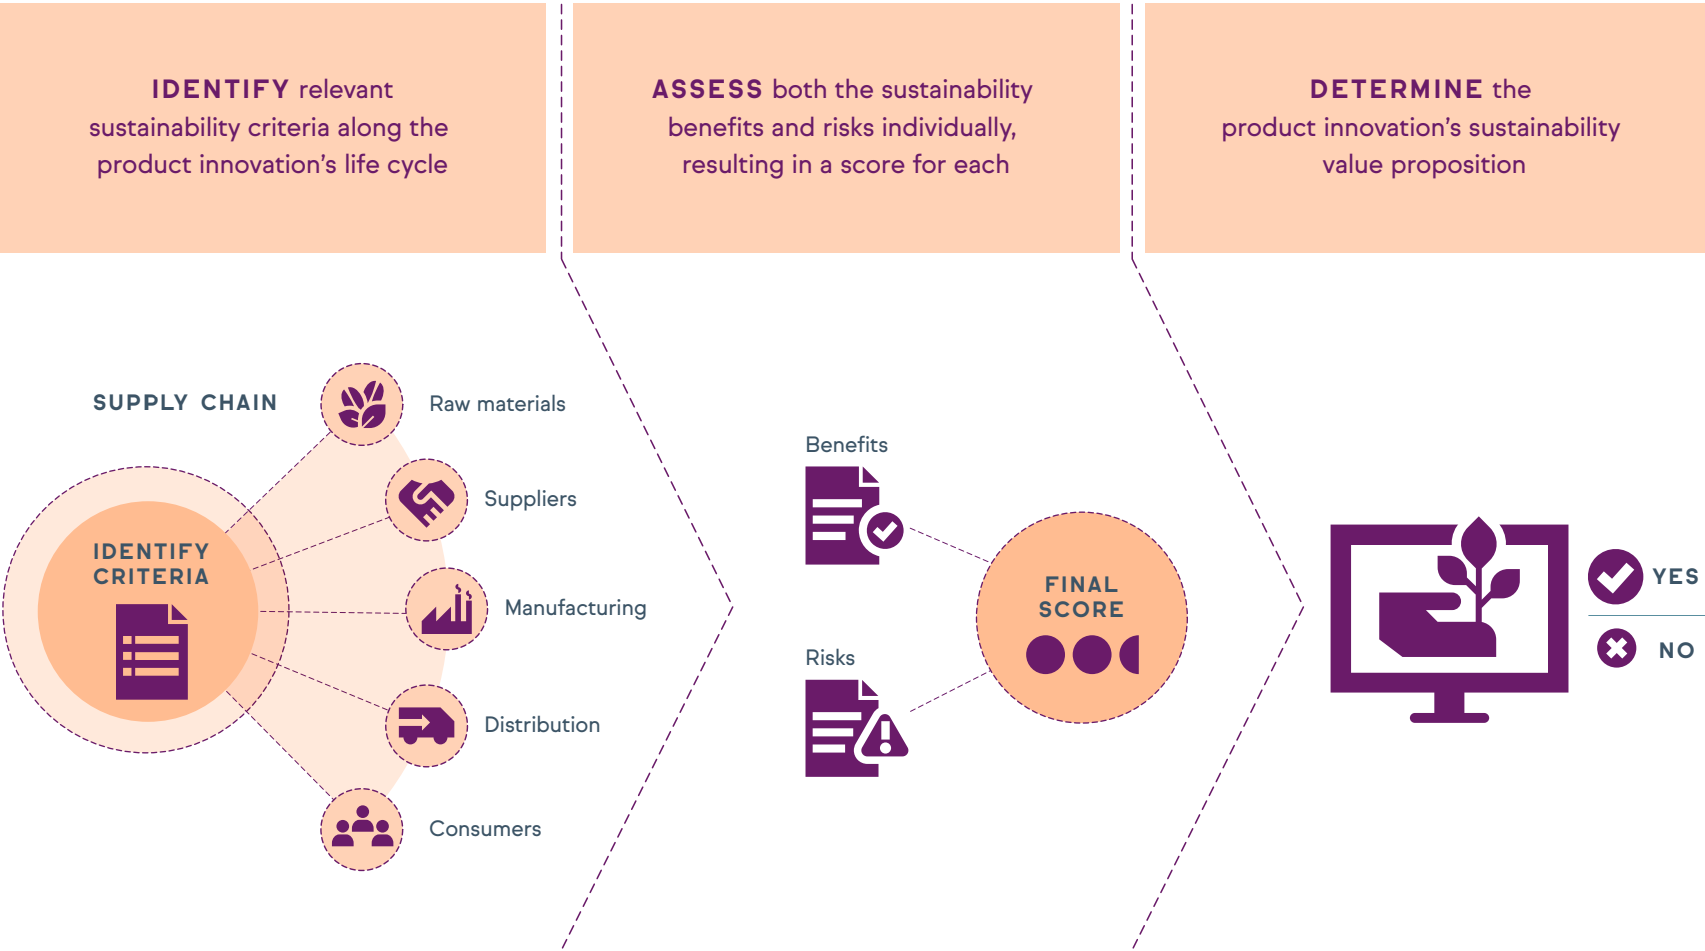 IDENTIFY relevant
sustainability criteria along the
product innovation’s life cycle
ASSESS both the sustainability
benefits and risks individually,
resulting in a score for each
DETERMINE the
product innovation’s sustainability
value proposition
SUPPLY CHAIN
Raw materials
Suppliers
IDENTIFY
CRITERIA
Manufacturing
Distribution
Consumers
Benefits
Risks
FINAL
SCORE
YES
NO